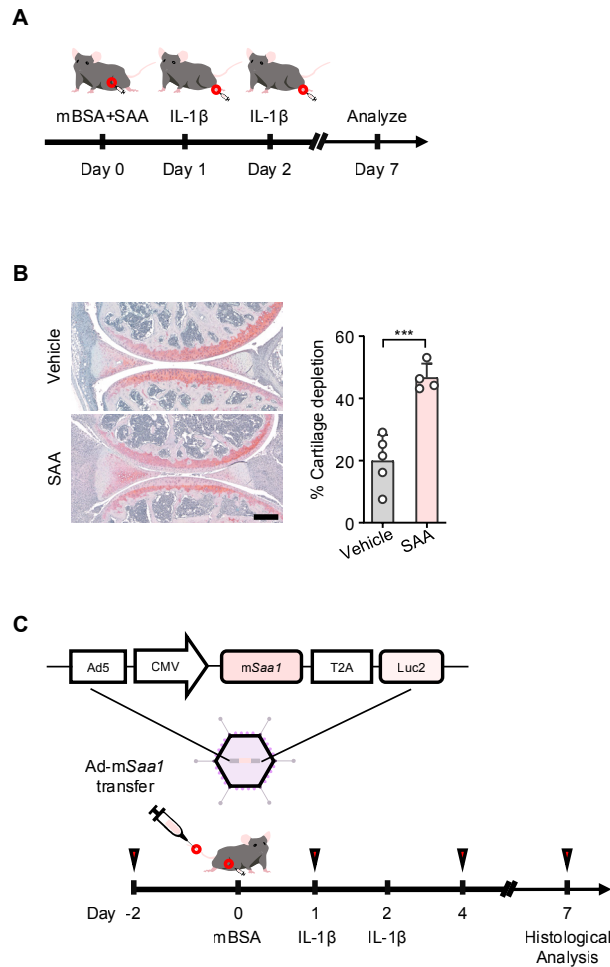 A
mBSA+SAA IL-1β IL-1β Analyze
Day 0 Day 1 Day 2 Day 7
B
Vehicle
SAA
% Cartilage depletion
60
40
20
0
***
Vehicle SAA
C
Ad5 CMV mSaa1 T2A Luc2
Ad-mSaa1
transfer
Day -2 0 1 2 4 7
mBSA IL-1β IL-1β Histological
Analysis